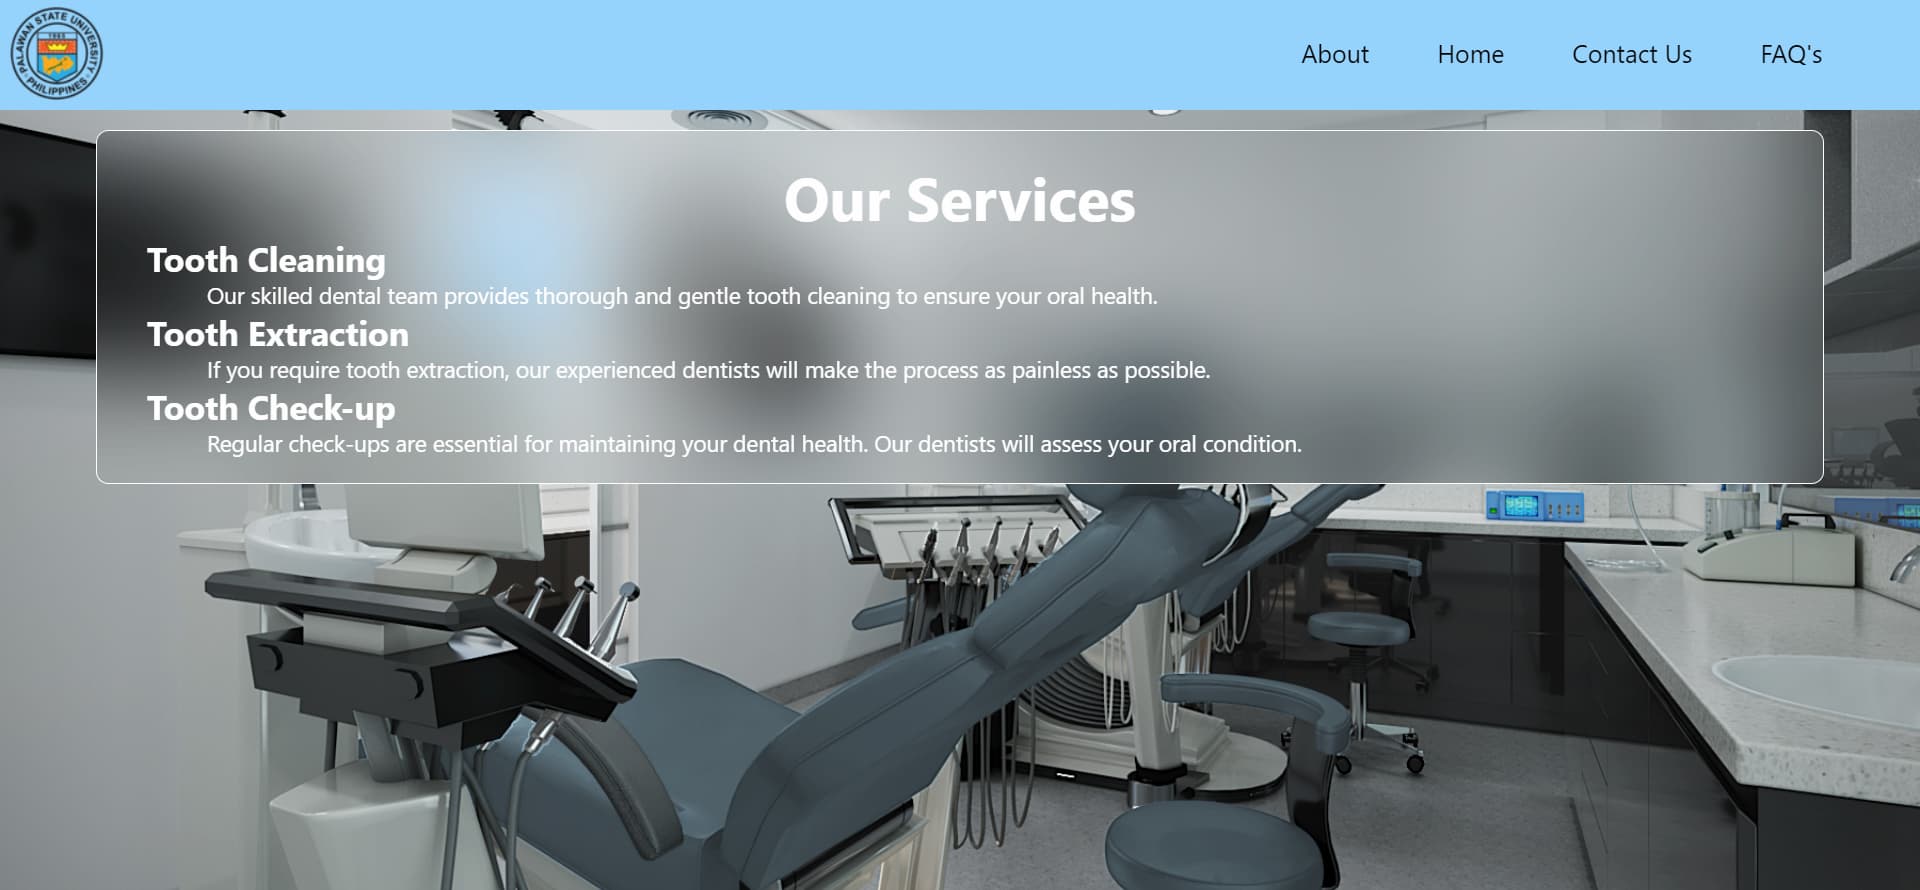 PALAWAN STATE UNIVERSITY
1965
PHILIPPINES
About Home Contact Us FAQ's
Our Services
Tooth Cleaning
Our skilled dental team provides thorough and gentle tooth cleaning to ensure your oral health.
Tooth Extraction
If you require tooth extraction, our experienced dentists will make the process as painless as possible.
Tooth Check-up
Regular check-ups are essential for maintaining your dental health. Our dentists will assess your oral condition.